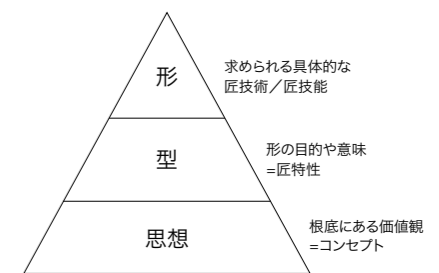 形
求められる具体的な
匠技術／匠技能
型
形の目的や意味
=匠特性
思想
根底にある価値観
=コンセプト